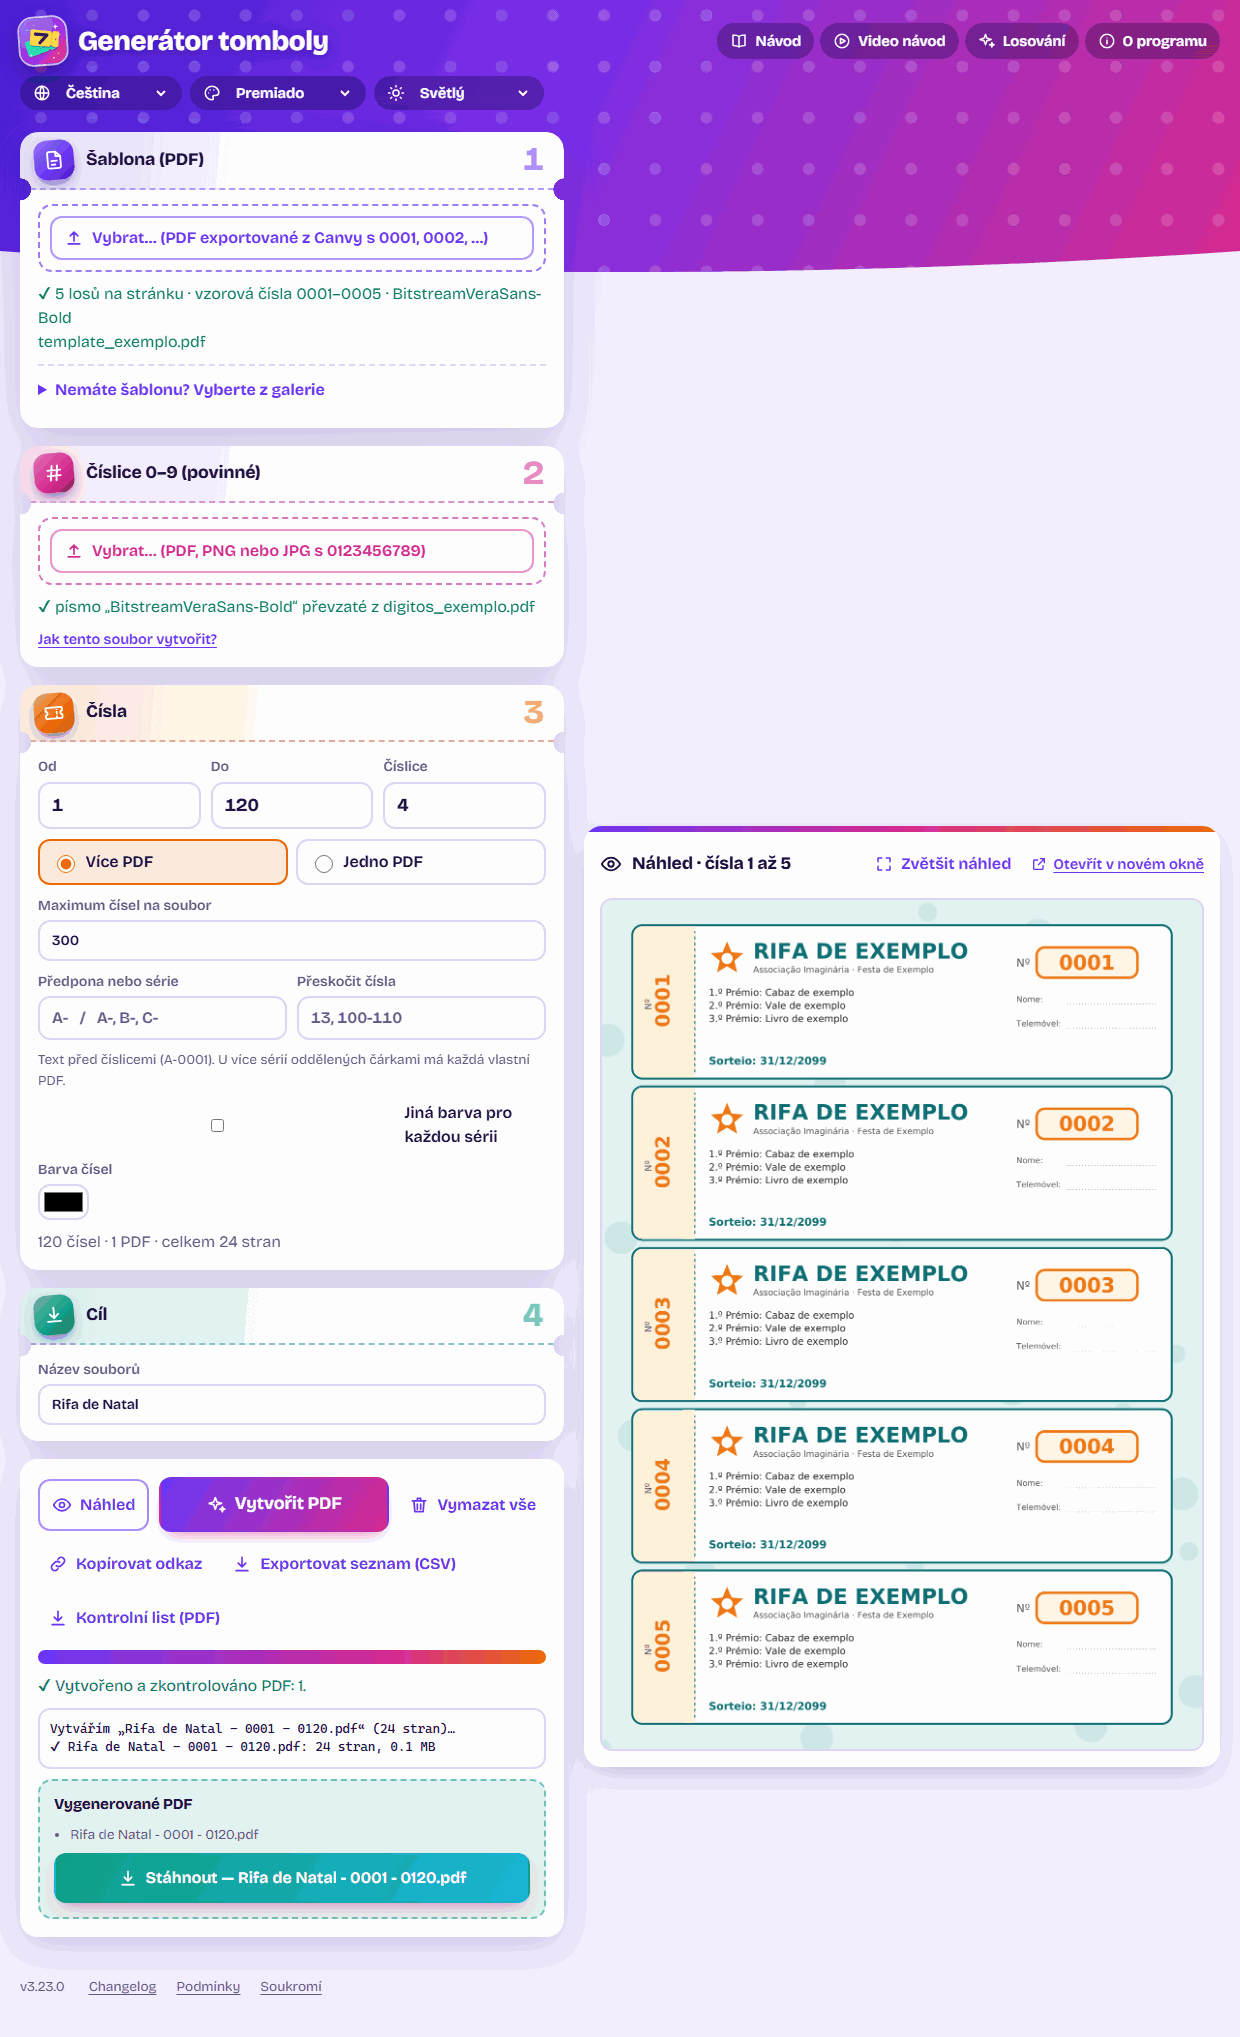 Generátor tomboly
Návod
Video návod
Losování
O programu
Čeština
Premiado
Světlý
Šablona (PDF)
1
Vybrat… (PDF exportované z Canvy s 0001, 0002, …)
✓ 5 losů na stránku · vzorová čísla 0001–0005 · BitstreamVeraSans-
Bold
template_exemplo.pdf
Nemáte šablonu? Vyberte z galerie
Číslice 0–9 (povinné)
2
Vybrat… (PDF, PNG nebo JPG s 0123456789)
✓ písmo „BitstreamVeraSans-Bold“ převzaté z digitos_exemplo.pdf
Jak tento soubor vytvořit?
Čísla
3
Od
Do
Číslice
1
120
4
Více PDF
Jedno PDF
Maximum čísel na soubor
300
Předpona nebo série
Přeskočit čísla
A- / A-, B-, C-
13, 100-110
Text před číslicemi (A-0001). U více sérií oddělených čárkami má každá vlastní
PDF.
Jiná barva pro
každou sérii
Barva čísel
120 čísel · 1 PDF · celkem 24 stran
Cíl
4
Název souborů
Rifa de Natal
Náhled
Vytvořit PDF
Vymazat vše
Kopírovat odkaz
Exportovat seznam (CSV)
Kontrolní list (PDF)
✓ Vytvořeno a zkontrolováno PDF: 1.
Vytvářím „Rifa de Natal – 0001 – 0120.pdf“ (24 stran)…
✓ Rifa de Natal – 0001 – 0120.pdf: 24 stran, 0.1 MB
Vygenerované PDF
• Rifa de Natal - 0001 - 0120.pdf
Stáhnout — Rifa de Natal - 0001 - 0120.pdf
Náhled · čísla 1 až 5
Zvětšit náhled
Otevřít v novém okně
Nº
0001
RIFA DE EXEMPLO
Associação Imaginária · Festa de Exemplo
1.º Prémio: Cabaz de exemplo
2.º Prémio: Vale de exemplo
3.º Prémio: Livro de exemplo
Sorteio: 31/12/2099
Nº 0001
Nome:
Telemóvel:
Nº
0002
RIFA DE EXEMPLO
Associação Imaginária · Festa de Exemplo
1.º Prémio: Cabaz de exemplo
2.º Prémio: Vale de exemplo
3.º Prémio: Livro de exemplo
Sorteio: 31/12/2099
Nº 0002
Nome:
Telemóvel:
Nº
0003
RIFA DE EXEMPLO
Associação Imaginária · Festa de Exemplo
1.º Prémio: Cabaz de exemplo
2.º Prémio: Vale de exemplo
3.º Prémio: Livro de exemplo
Sorteio: 31/12/2099
Nº 0003
Nome:
Telemóvel:
Nº
0004
RIFA DE EXEMPLO
Associação Imaginária · Festa de Exemplo
1.º Prémio: Cabaz de exemplo
2.º Prémio: Vale de exemplo
3.º Prémio: Livro de exemplo
Sorteio: 31/12/2099
Nº 0004
Nome:
Telemóvel:
Nº
0005
RIFA DE EXEMPLO
Associação Imaginária · Festa de Exemplo
1.º Prémio: Cabaz de exemplo
2.º Prémio: Vale de exemplo
3.º Prémio: Livro de exemplo
Sorteio: 31/12/2099
Nº 0005
Nome:
Telemóvel:
v3.23.0
Changelog
Podmínky
Soukromí